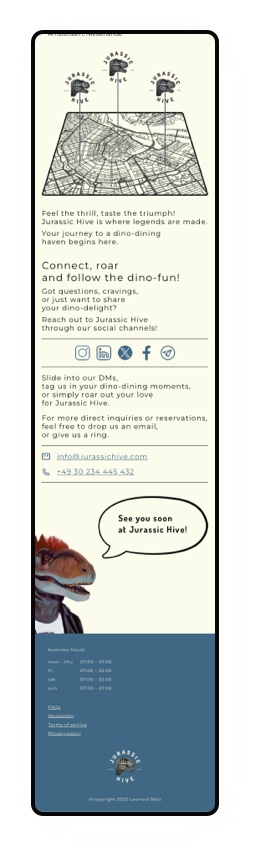 Amsterdam, Niederlande
JURASSIC
HIVE
JURASSIC
HIVE
JURASSIC
HIVE
Feel the thrill, taste the triumph!
Jurassic Hive is where legends are made.
Your journey to a dino-dining
haven begins here.
Connect, roar
and follow the dino-fun!
Got questions, cravings,
or just want to share
your dino-delight?
Reach out to Jurassic Hive
through our social channels!
Slide into our DMs,
tag us in your dino-dining moments,
or simply roar out your love
for Jurassic Hive.
For more direct inquiries or reservations,
feel free to drop us an email,
or give us a ring.
info@jurassichive.com
+49 30 234 445 432
See you soon
at Jurassic Hive!
business hours:
mon - thu 07:00 - 01:00
fri 07:00 - 02:00
sat 07:00 - 02:00
sun 07:00 - 01:00
FAQs
Newsletter
Terms of service
Privacy policy
JURASSIC
HIVE
©copyright 2023 Leonard Betz